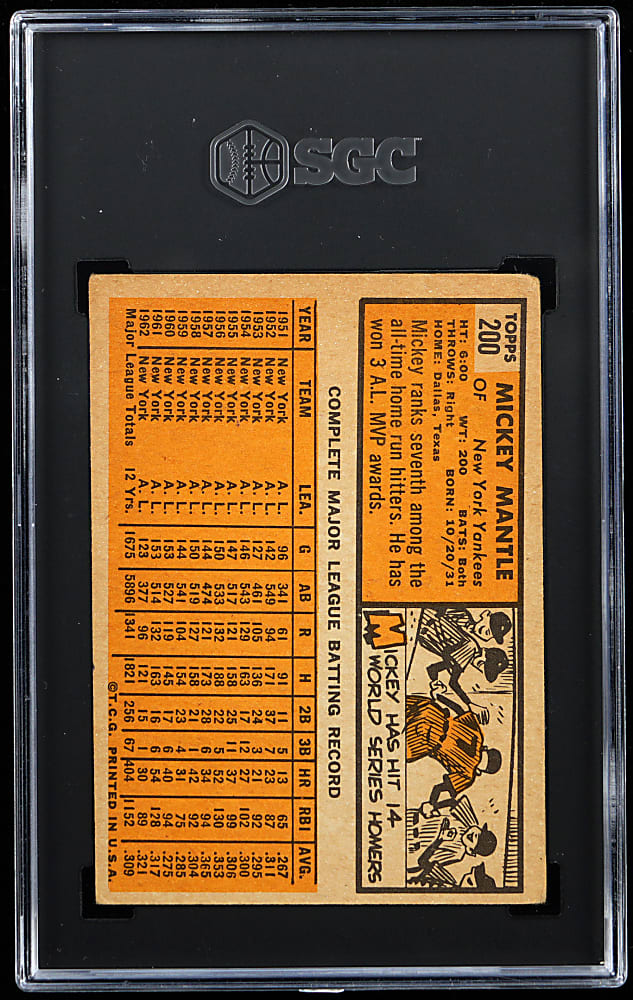 SGC
TOPPS
200
MICKEY MANTLE
OF New York Yankees
HT: 6:00 WT: 200 BATS: Both
THROWS: Right BORN: 10/20/31
HOME: Dallas, Texas
Mickey ranks seventh among the
all-time home run hitters. He has
won 3 A.L. MVP awards.
MICKEY HAS HIT 14
WORLD SERIES HOMERS
7
COMPLETE MAJOR LEAGUE BATTING RECORD
YEAR TEAM LEA. G AB R H 2B 3B HR RBI AVG.
1951 New York A. L. 96 341 61 91 11 5 13 65 .267
1952 New York A. L. 142 549 94 171 37 7 23 87 .311
1953 New York A. L. 127 461 105 136 24 3 21 92 .295
1954 New York A. L. 146 543 129 163 17 12 27 102 .300
1955 New York A. L. 147 517 121 158 25 11 37 99 .306
1956 New York A. L. 150 533 132 188 22 5 52 130 .353
1957 New York A. L. 144 474 121 173 28 6 34 94 .365
1958 New York A. L. 150 519 127 158 21 1 42 92 .304
1959 New York A. L. 144 541 104 154 23 4 31 75 .285
1960 New York A. L. 153 527 119 145 17 6 40 94 .275
1961 New York A. L. 153 514 132 163 16 6 54 128 .317
1962 New York A. L. 123 377 96 121 15 1 30 89 .321
Major League Totals 12 Yrs. 1675 5896 1341 1821 256 67 404 1152 .309
©T.C.G. PRINTED IN U.S.A.